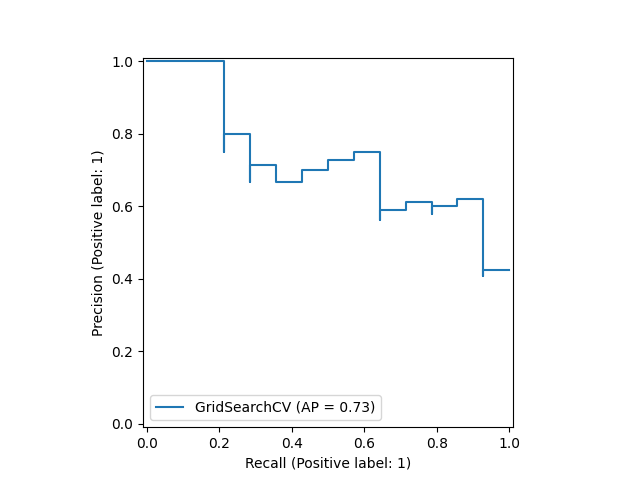 1.0
0.8
0.6
0.4
0.2
0.0
Precision (Positive label: 1)
GridSearchCV (AP = 0.73)
0.0 0.2 0.4 0.6 0.8 1.0
Recall (Positive label: 1)